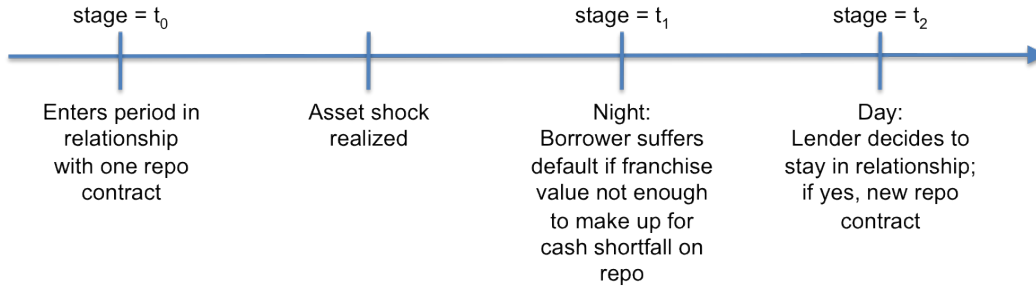 stage = t0
stage = t1
stage = t2
Enters period in
relationship
with one repo
contract
Asset shock
realized
Night:
Borrower suffers
default if franchise
value not enough
to make up for
cash shortfall on
repo
Day:
Lender decides to
stay in relationship;
if yes, new repo
contract